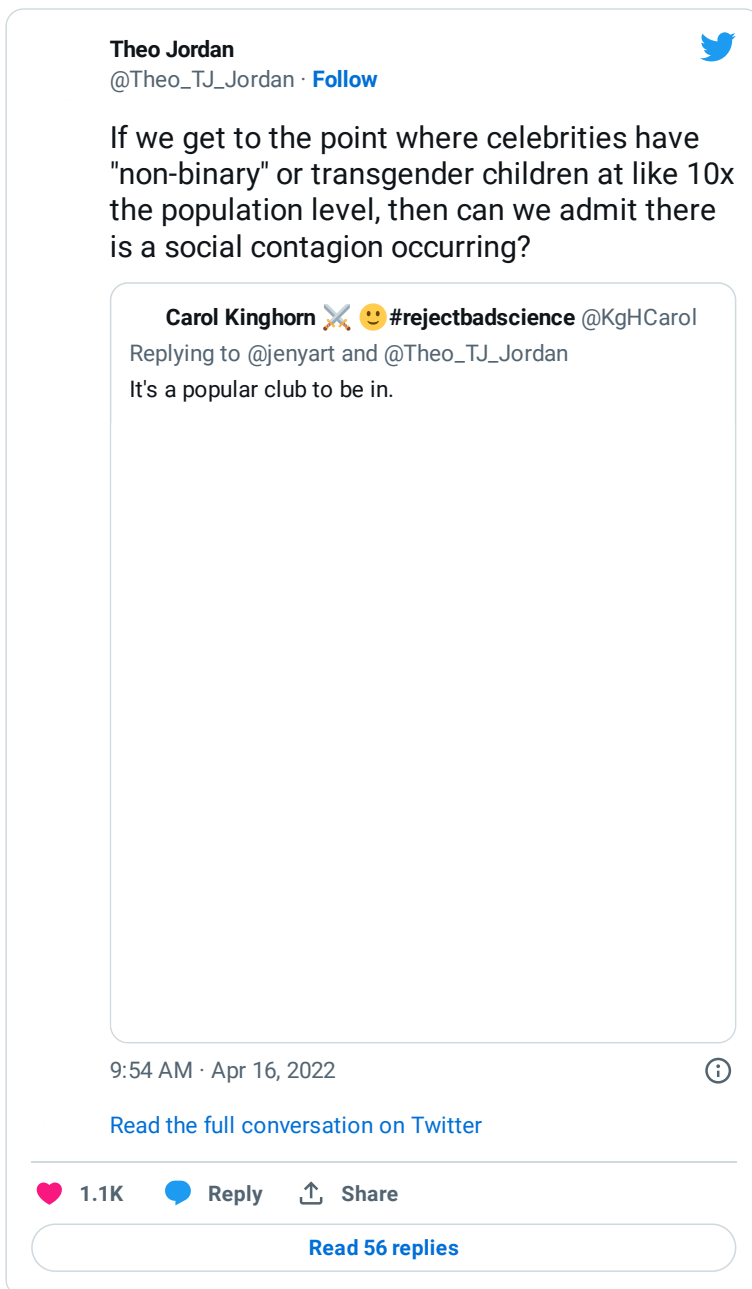 Theo Jordan
@Theo_TJ_Jordan · Follow
If we get to the point where celebrities have
"non-binary" or transgender children at like 10x
the population level, then can we admit there
is a social contagion occurring?
Carol Kinghorn ⚔️ 🙂#rejectbadscience @KgHCarol
Replying to @jenyart and @Theo_TJ_Jordan
It's a popular club to be in.
9:54 AM · Apr 16, 2022
Read the full conversation on Twitter
1.1K Reply Share
Read 56 replies